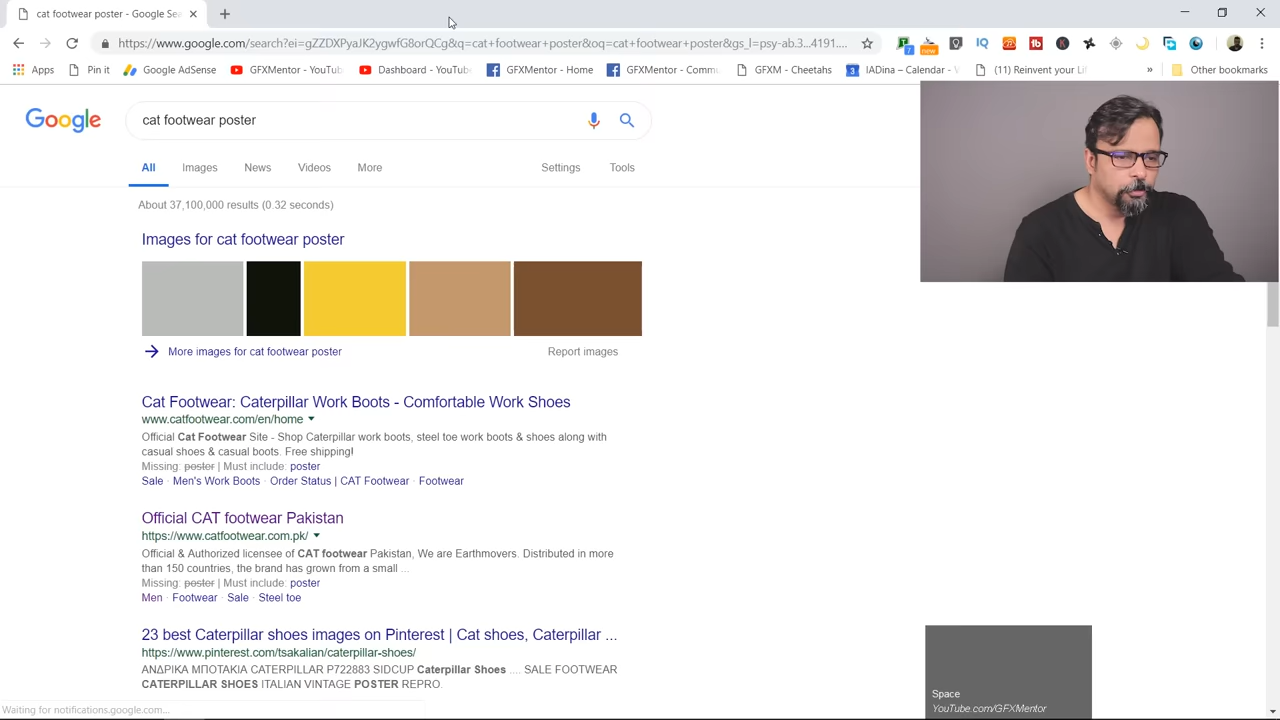 cat footwear poster - Google Sea
https://www.google.com/search?ei=
q=cat+footwear+poster&oq=cat+footwear+poster&gs_l=psy-ab.3...4191....
new
Apps
Pin it
Google AdSense
GFXMentor - YouTu
Dashboard - YouTu
GFXMentor - Home
GFXMentor - Comm
GFXM - Cheetahs
IADina – Calendar - W
(11) Reinvent your Li
»
Other bookmarks
Google
cat footwear poster
All
Images
News
Videos
More
Settings
Tools
About 37,100,000 results (0.32 seconds)
Images for cat footwear poster
More images for cat footwear poster
Report images
Cat Footwear: Caterpillar Work Boots - Comfortable Work Shoes
www.catfootwear.com/en/home
Official Cat Footwear Site - Shop Caterpillar work boots, steel toe work boots & shoes along with
casual shoes & casual boots. Free shipping!
Missing: poster | Must include: poster
Sale · Men's Work Boots · Order Status | CAT Footwear · Footwear
Official CAT footwear Pakistan
https://www.catfootwear.com.pk/
Official & Authorized licensee of CAT footwear Pakistan, We are Earthmovers. Distributed in more
than 150 countries, the brand has grown from a small ...
Missing: poster | Must include: poster
Men · Footwear · Sale · Steel toe
23 best Caterpillar shoes images on Pinterest | Cat shoes, Caterpillar ...
https://www.pinterest.com/tsakalian/caterpillar-shoes/
ΑΝΔΡΙΚΑ ΜΠΟΤΑΚΙΑ CATERPILLAR P722883 SIDCUP Caterpillar Shoes .... SALE FOOTWEAR
CATERPILLAR SHOES ITALIAN VINTAGE POSTER REPRO.
Waiting for notifications.google.com...
Space
YouTube.com/GFXMentor